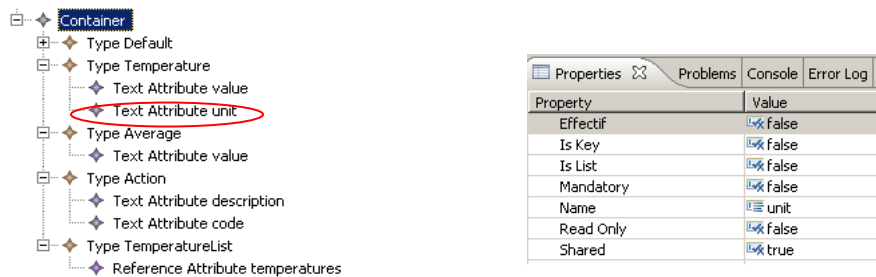 Container
Type Default
Type Temperature
Text Attribute value
Text Attribute unit
Type Average
Text Attribute value
Type Action
Text Attribute description
Text Attribute code
Type TemperatureList
Reference Attribute temperatures
Properties Problems Console Error Log
Property Value
Effectif false
Is Key false
Is List false
Mandatory false
Name unit
Read Only false
Shared true